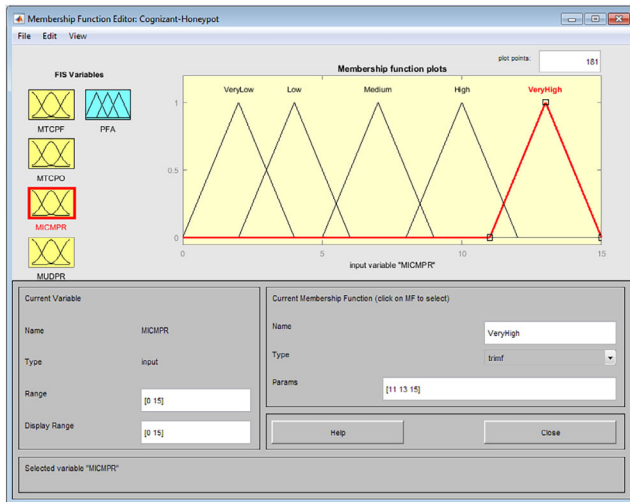 Membership Function Editor: Cognizant-Honeypot
File Edit View
FIS Variables
MTCPF PFA
MTCPO
MICMPR
MUDPR
plot points: 181
Membership function plots
VeryLow Low Medium High VeryHigh
1
0.5
0
0 5 10 15
input variable "MICMPR"
Current Variable
Name MICMPR
Type input
Range [0 15]
Display Range [0 15]
Current Membership Function (click on MF to select)
Name VeryHigh
Type trimf
Params [11 13 15]
Help Close
Selected variable "MICMPR"